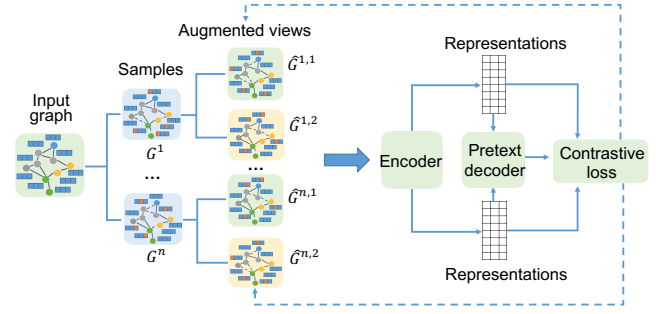 Augmented views
Representations
Samples
Input
graph
Ĝ^{1,1}
Ĝ^{1,2}
G^1
...
...
Encoder
Pretext
decoder
Contrastive
loss
Ĝ^{n,1}
G^n
Ĝ^{n,2}
Representations